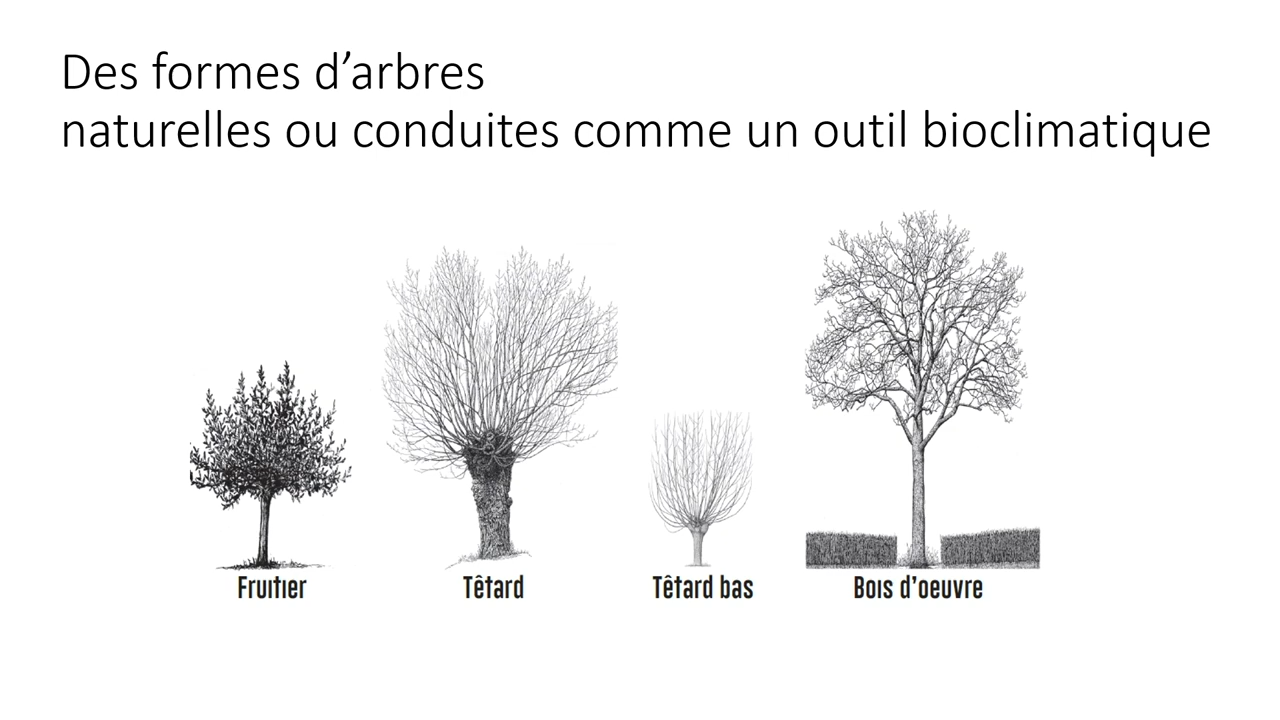 Des formes d’arbres
naturelles ou conduites comme un outil bioclimatique
Fruitier
Têtard
Têtard bas
Bois d’oeuvre